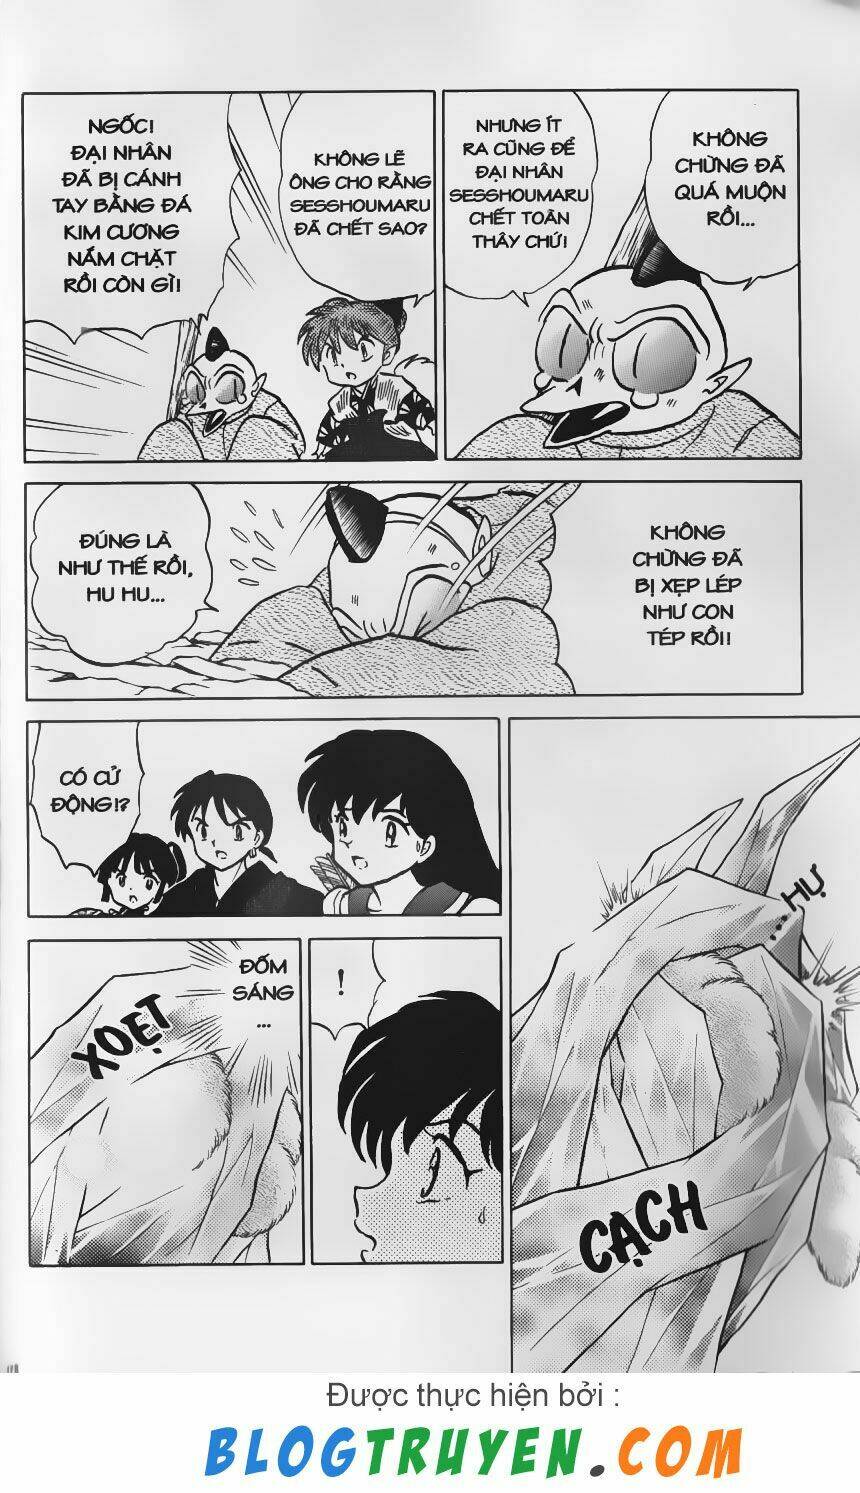 KHÔNG
CHỪNG ĐÃ
QUÁ MUỘN
RỒI...
NHƯNG ÍT
RA CŨNG ĐỂ
ĐẠI NHÂN
SESSHOUMARU
CHẾT TOÀN
THÂY CHỨ!
KHÔNG LẼ
ÔNG CHO RẰNG
SESSHOUMARU
ĐÃ CHẾT SAO?
NGỐC!
ĐẠI NHÂN
ĐÃ BỊ CÁNH
TAY BẰNG ĐÁ
KIM CƯƠNG
NẮM CHẶT
RỒI CÒN GÌ!
KHÔNG
CHỪNG ĐÃ
BỊ XẸP LÉP
NHƯ CON
TÉP RỒI!
ĐÚNG LÀ
NHƯ THẾ RỒI,
HU HU...
....HỰ
CẠCH
CÓ CỬ
ĐỘNG!?
!
ĐỐM
SÁNG
...
XOẸT
Được thực hiện bởi :
BLOGTRUYEN.COM